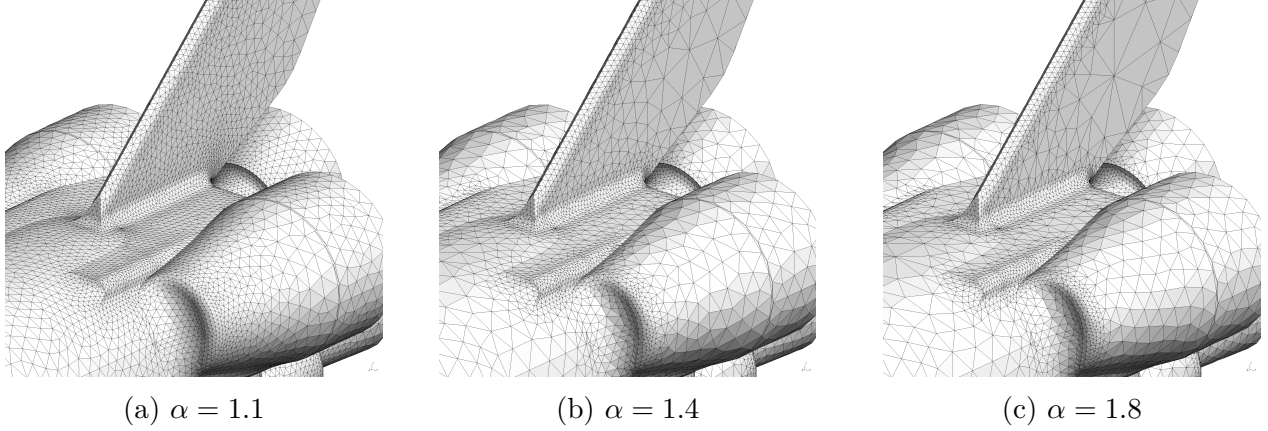 (a) α = 1.1
(b) α = 1.4
(c) α = 1.8